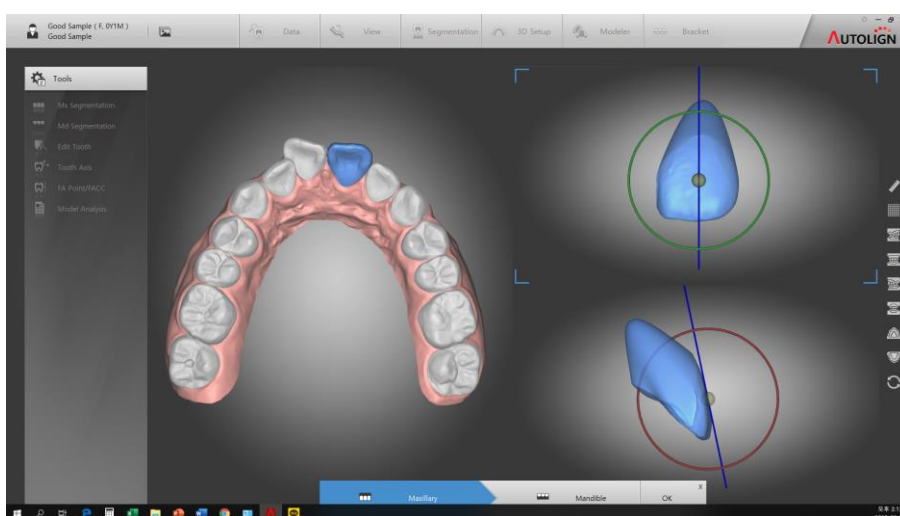 Good Sample ( F, 0Y1M )
Good Sample
Data
View
Segmentation
3D Setup
Modeler
Bracket
AUTOLIGN
Tools
Mx Segmentation
Md Segmentation
Edit Tooth
Tooth Axis
FA Point/FACC
Model Analysis
Maxillary
Mandible
OK
x